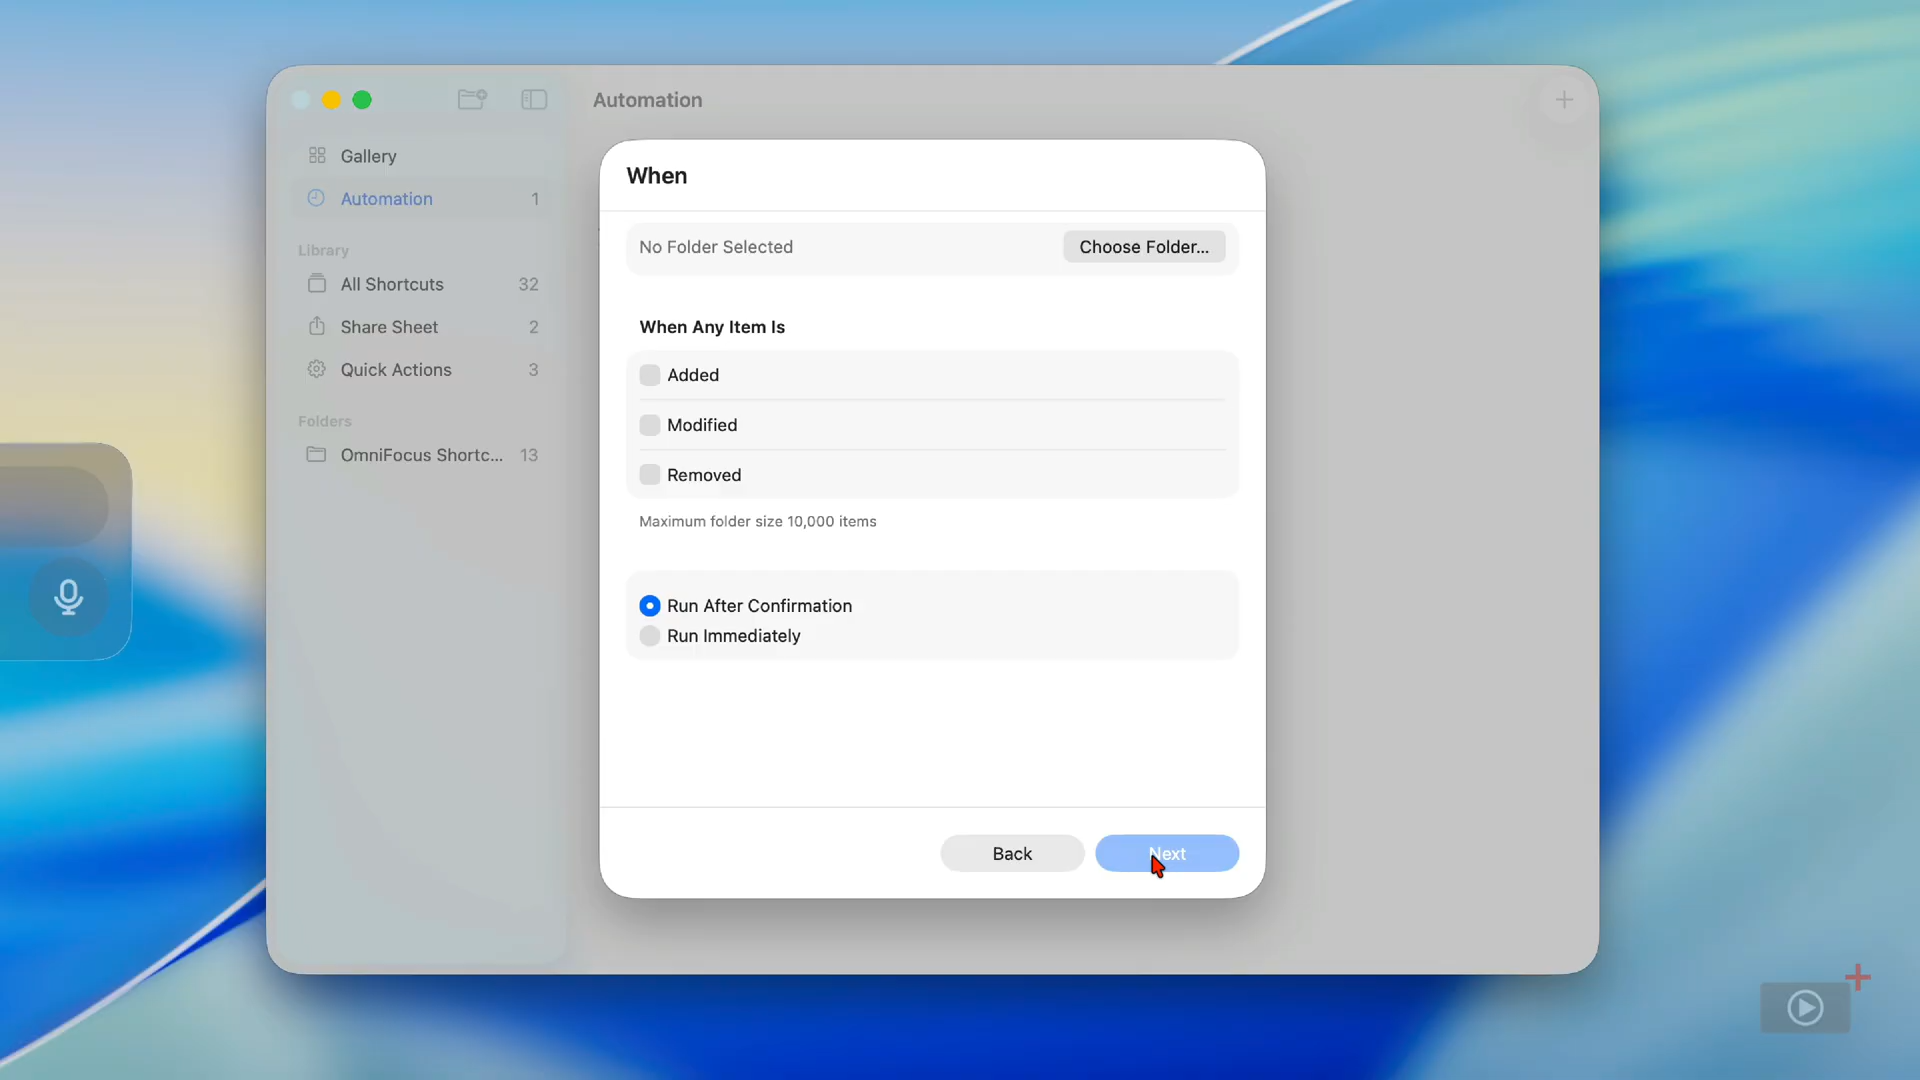 Automation
Gallery
Automation 1
Library
All Shortcuts 32
Share Sheet 2
Quick Actions 3
Folders
OmniFocus Shortc... 13
When
No Folder Selected
Choose Folder...
When Any Item Is
Added
Modified
Removed
Maximum folder size 10,000 items
Run After Confirmation
Run Immediately
Back
Next